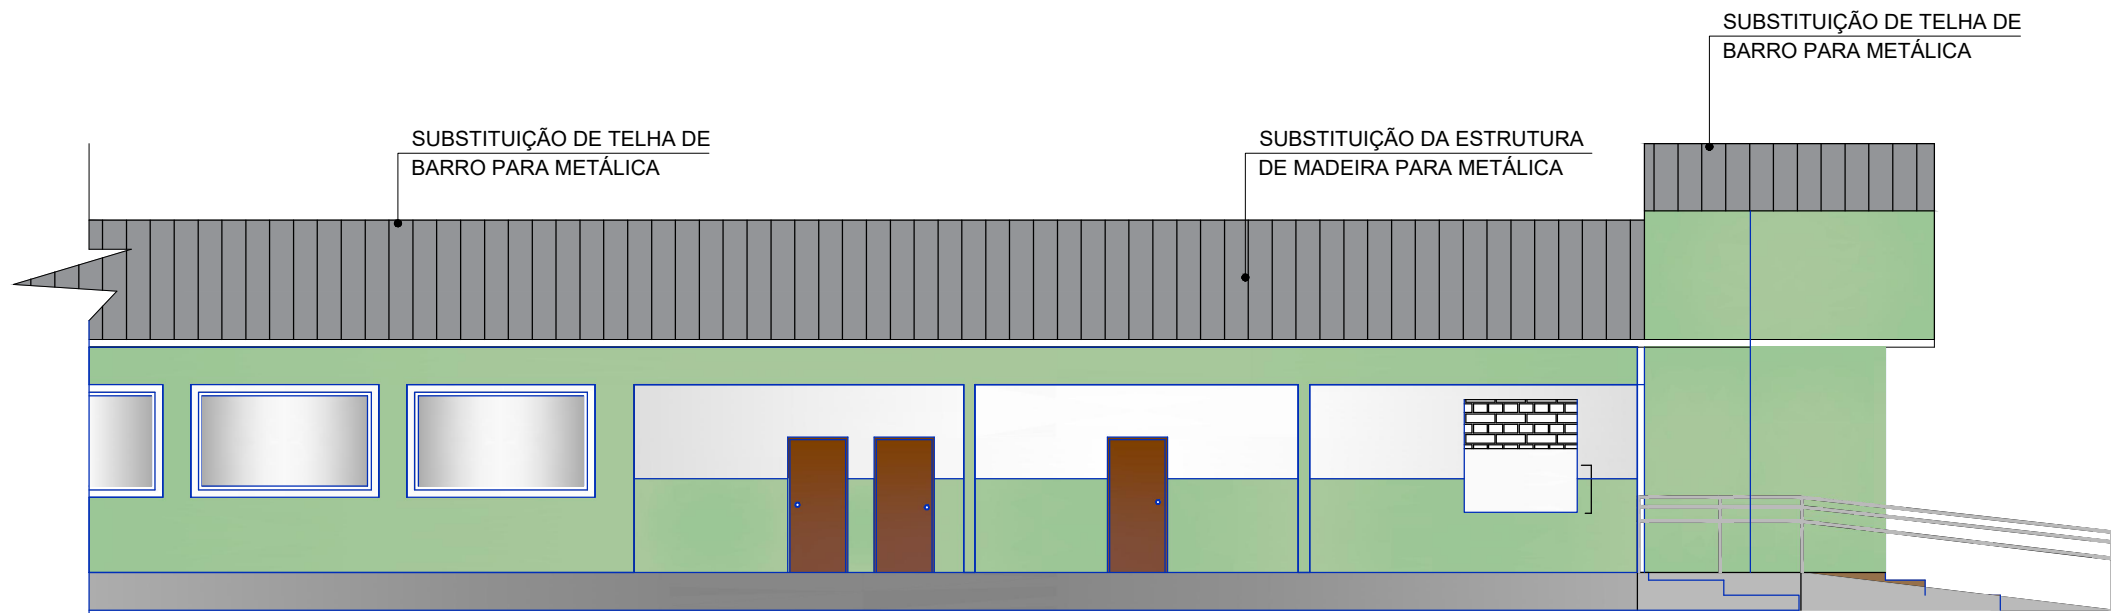 SUBSTITUIÇÃO DE TELHA DE
BARRO PARA METÁLICA
SUBSTITUIÇÃO DE TELHA DE
BARRO PARA METÁLICA
SUBSTITUIÇÃO DA ESTRUTURA
DE MADEIRA PARA METÁLICA